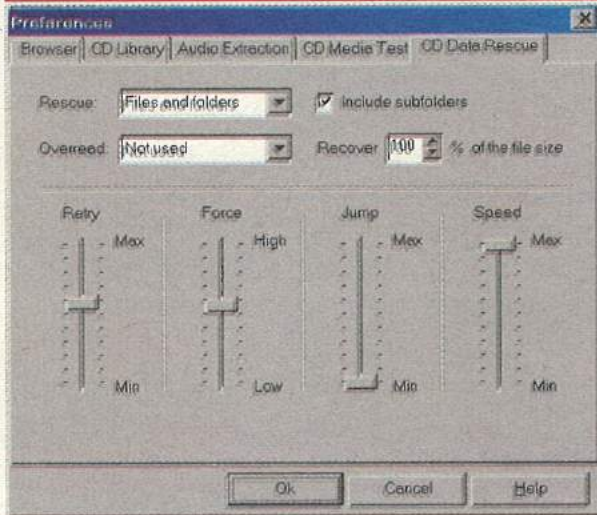 Preferences
Browser CD Library Audio Extraction CD Media Test CD Data Rescue
Rescue: Files and folders Include subfolders
Overread: Not used Recover 100 % of the file size
Retry Force Jump Speed
Max High Max Max
Min Low Min Min
Ok Cancel Help